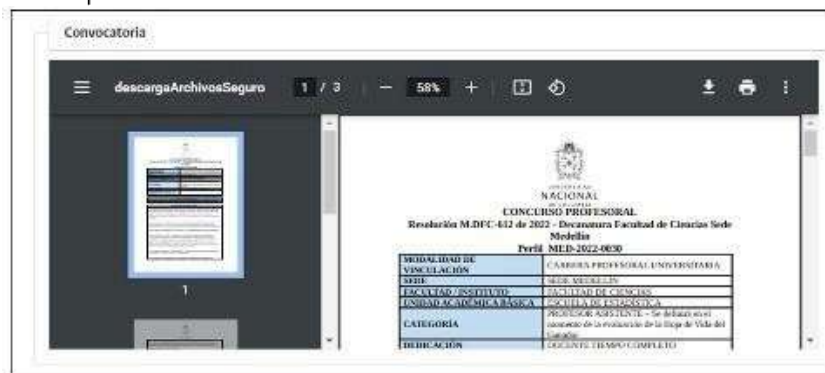 Convocatoria
descargaArchivosSeguro 1 / 3 58%
1
NACIONAL
CONCURSO PROFESORAL
Resolución M.DFC-612 de 2022 - Decanatura Facultad de Ciencias Sede
Medellín
Perfil MED-2022-0030
MODALIDAD DE VINCULACIÓN CARRERA PROFESORAL UNIVERSITARIA
SEDE SEDE MEDELLÍN
FACULTAD / INSTITUTO FACULTAD DE CIENCIAS
UNIDAD ACADÉMICA BÁSICA ESCUELA DE ESTADÍSTICA
CATEGORÍA PROFESOR ASISTENTE - Se definirá en el
momento de la evaluación de la Hoja de Vida del
Ganador
DEDICACIÓN DOCENTE TIEMPO COMPLETO